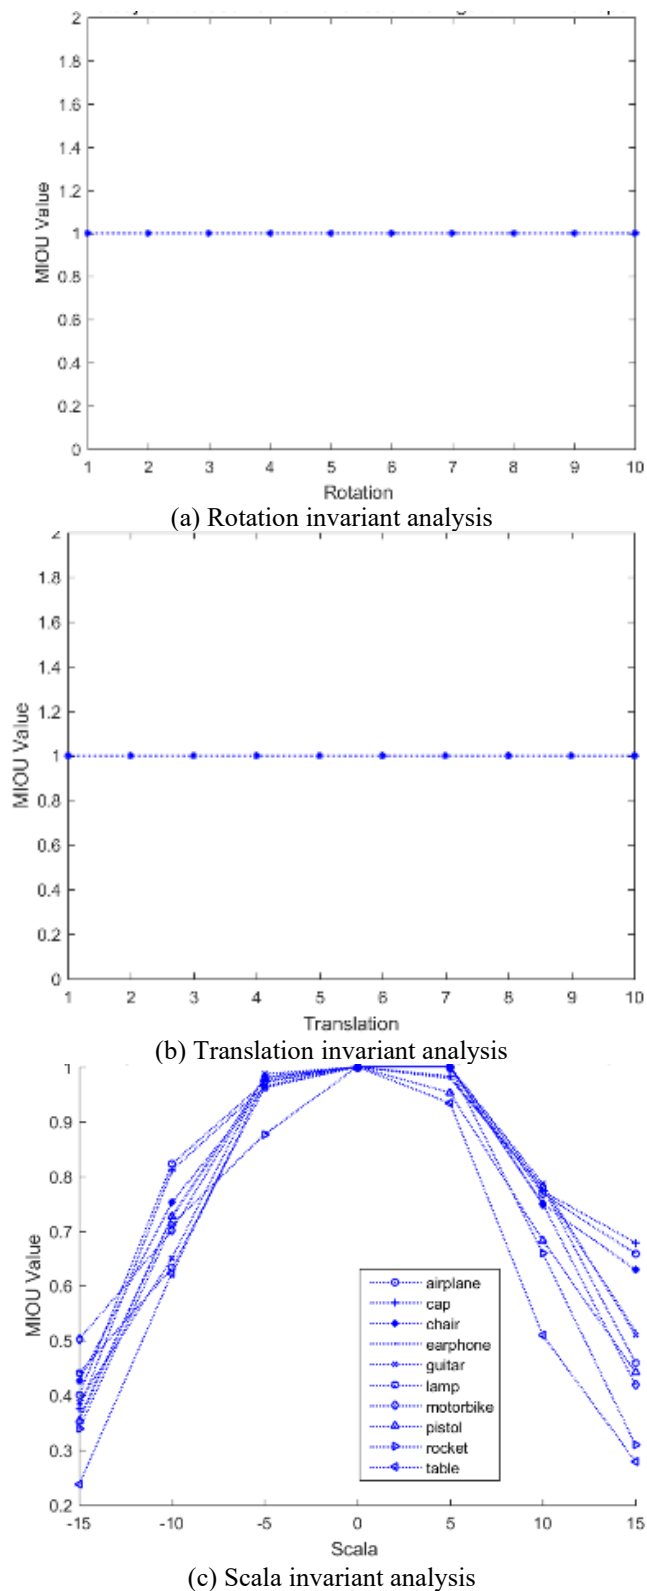 2
1.8
1.6
1.4
1.2
1
0.8
0.6
0.4
0.2
0
MIOU Value
1 2 3 4 5 6 7 8 9 10
Rotation
(a) Rotation invariant analysis
2
1.8
1.6
1.4
1.2
1
0.8
0.6
0.4
0.2
0
MIOU Value
1 2 3 4 5 6 7 8 9 10
Translation
(b) Translation invariant analysis
1
0.9
0.8
0.7
0.6
0.5
0.4
0.3
0.2
MIOU Value
airplane
cap
chair
earphone
guitar
lamp
motorbike
pistol
rocket
table
-15 -10 -5 0 5 10 15
Scala
(c) Scala invariant analysis